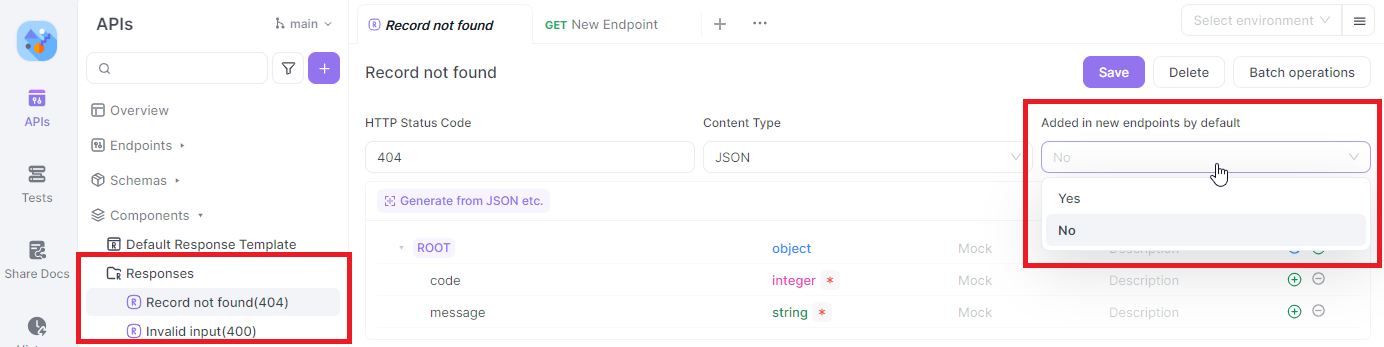 APIs
main
Record not found
GET New Endpoint
Select environment
APIs
Overview
Endpoints
Schemas
Components
Default Response Template
Responses
R Record not found(404)
R Invalid input(400)
Tests
Share Docs
Record not found
Save
Delete
Batch operations
HTTP Status Code
Content Type
Added in new endpoints by default
404
JSON
No
Yes
No
Generate from JSON etc.
ROOT
object
Mock
Description
code
integer *
Mock
Description
message
string *
Mock
Description